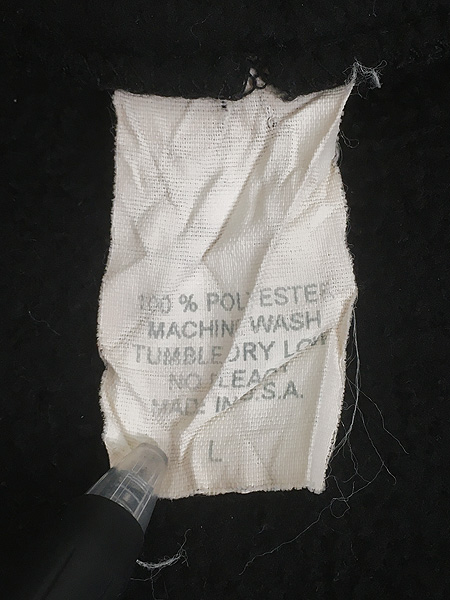 100 % POLYESTER
MACHINE WASH
TUMBLE DRY LOW
NO BLEACH
MADE IN U.S.A.
L